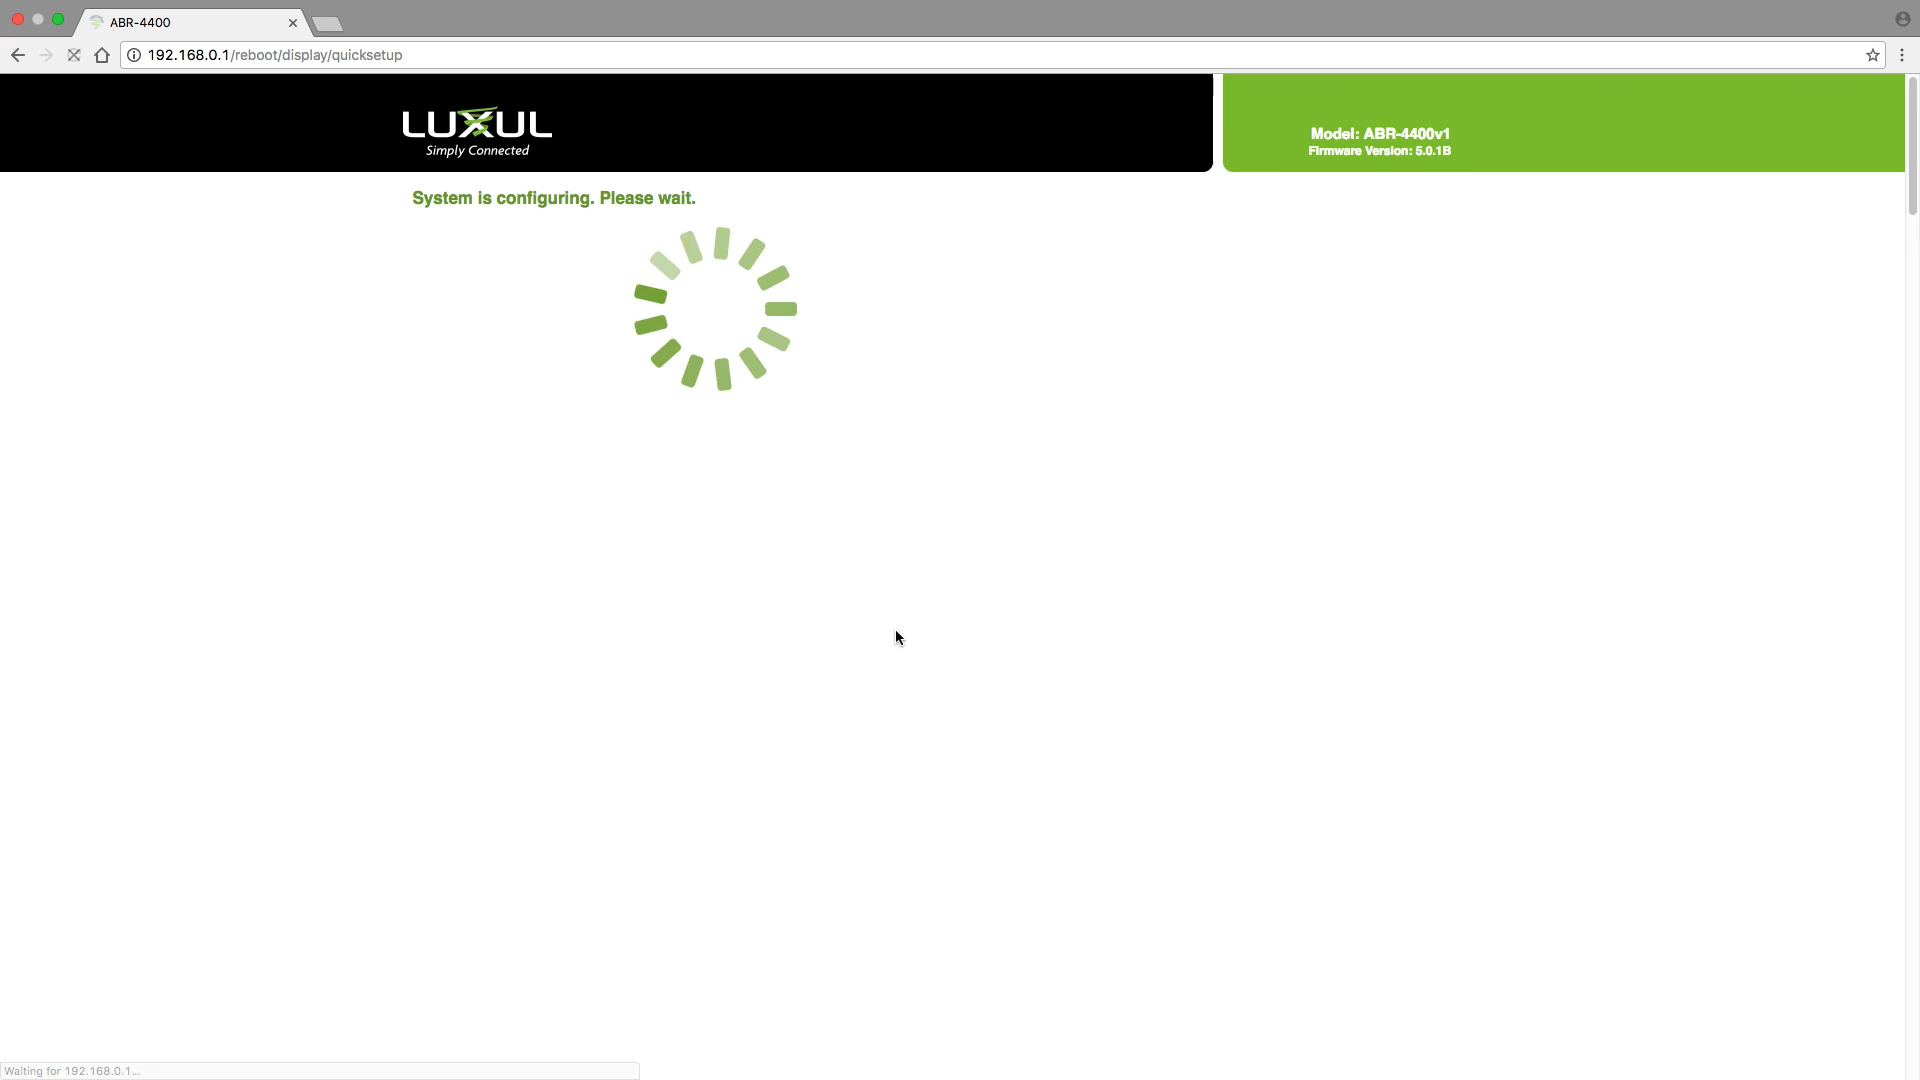 ABR-4400
192.168.0.1/reboot/display/quicksetup
LUXUL
Simply Connected
Model: ABR-4400v1
Firmware Version: 5.0.1B
System is configuring. Please wait.
Waiting for 192.168.0.1...